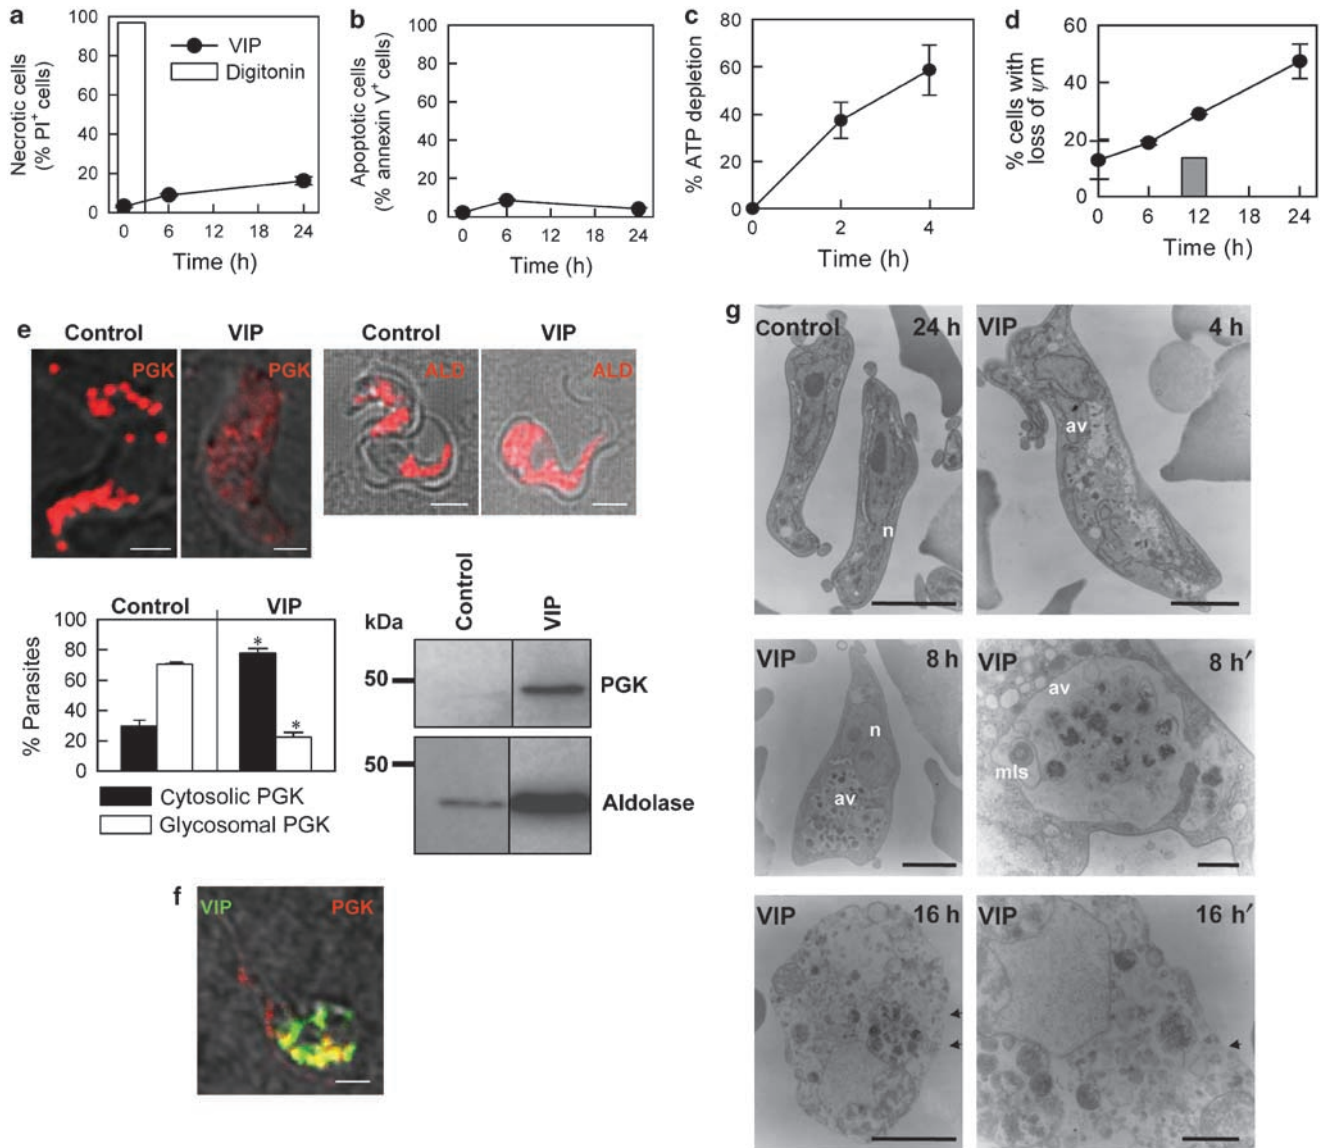 a
Necrotic cells
(% PI+ cells)
100
80
60
40
20
0
VIP
Digitonin
0 6 12 18 24
Time (h)
b
Apoptotic cells
(% annexin V+ cells)
100
80
60
40
20
0
0 6 12 18 24
Time (h)
c
% ATP depletion
80
60
40
20
0
0 2 4
Time (h)
d
% cells with
loss of ψm
60
40
20
0
0 6 12 18 24
Time (h)
e
Control VIP Control VIP
PGK PGK ALD ALD
Control VIP
% Parasites
100
80
60
40
20
0
* *
Cytosolic PGK
Glycosomal PGK
kDa Control VIP
50 PGK
50 Aldolase
f
VIP PGK
g
Control 24 h
n
VIP 4 h
av
VIP 8 h
n
av
VIP 8 h′
av
mls
VIP 16 h
VIP 16 h′